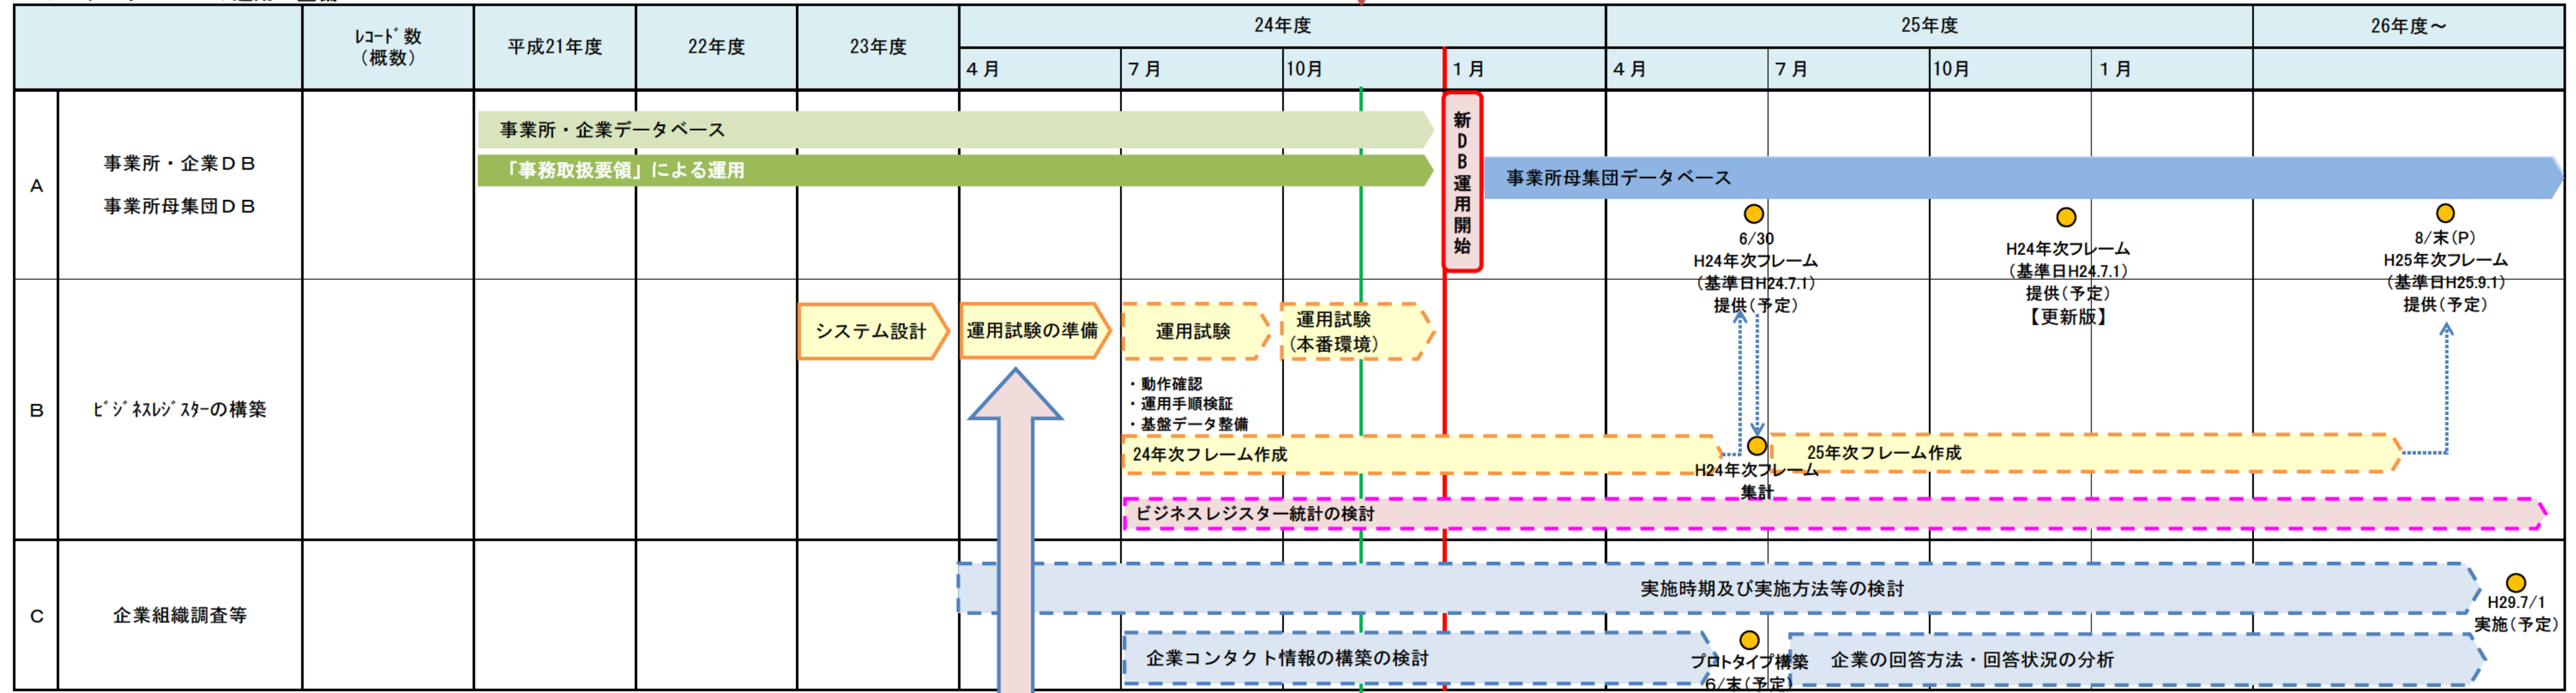 ﾚｺｰﾄﾞ数
（概数）
平成21年度
22年度
23年度
24年度
25年度
26年度～
４月
７月
10月
１月
４月
７月
10月
１月
A
事業所・企業ＤＢ
事業所母集団ＤＢ
事業所・企業データベース
「事務取扱要領」による運用
新ＤＢ運用開始
事業所母集団データベース
6/30
H24年次フレーム
（基準日H24.7.1）
提供（予定）
H24年次フレーム
（基準日H24.7.1）
提供（予定）
【更新版】
8/末（P）
H25年次フレーム
（基準日H25.9.1）
提供（予定）
B
ﾋﾞｼﾞﾈｽﾚｼﾞｽﾀｰの構築
システム設計
運用試験の準備
運用試験
運用試験
（本番環境）
・動作確認
・運用手順検証
・基盤データ整備
24年次フレーム作成
H24年次フレーム
集計
25年次フレーム作成
ビジネスレジスター統計の検討
C
企業組織調査等
実施時期及び実施方法等の検討
H29.7/1
実施（予定）
企業コンタクト情報の構築の検討
プロトタイプ構築
6/末（予定）
企業の回答方法・回答状況の分析